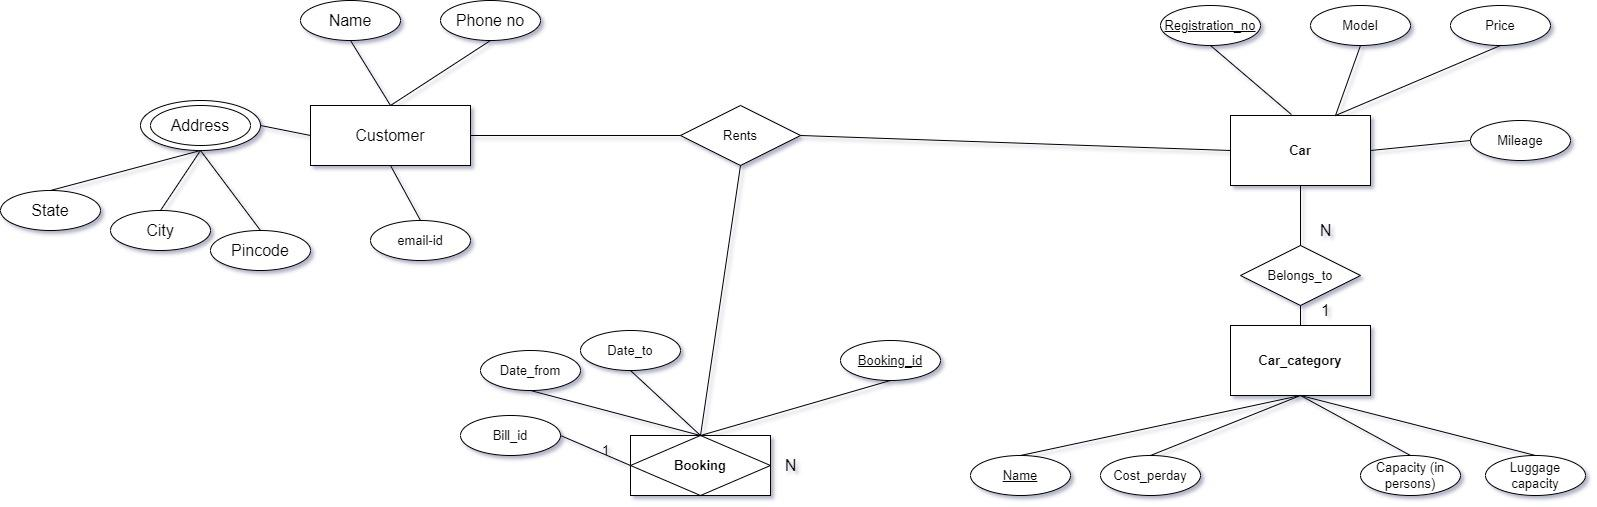 Name
Phone no
Registration_no
Model
Price
Address
Customer
Rents
Car
Mileage
State
City
Pincode
email-id
N
Belongs_to
1
Date_from
Date_to
Booking_id
Car_category
Bill_id
1
Booking
N
Name
Cost_perday
Capacity (in
persons)
Luggage
capacity